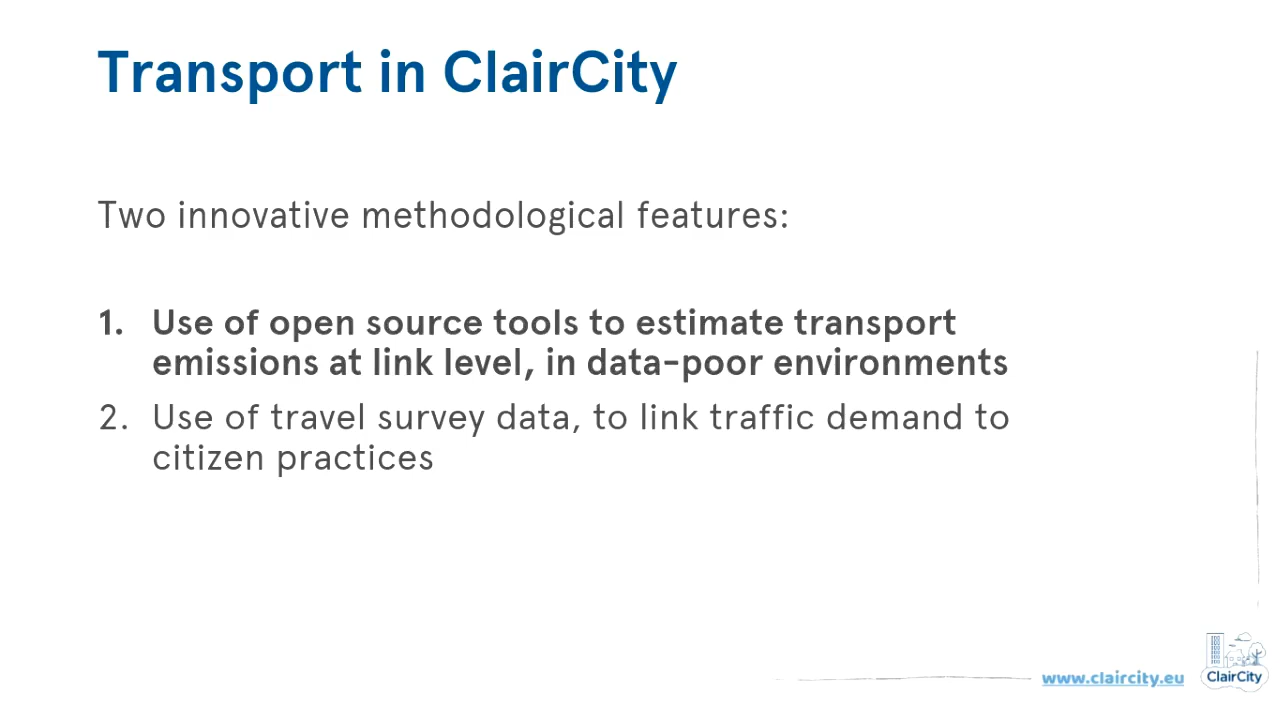 Transport in ClairCity
Two innovative methodological features:
1. Use of open source tools to estimate transport
emissions at link level, in data-poor environments
2. Use of travel survey data, to link traffic demand to
citizen practices
www.claircity.eu
ClairCity